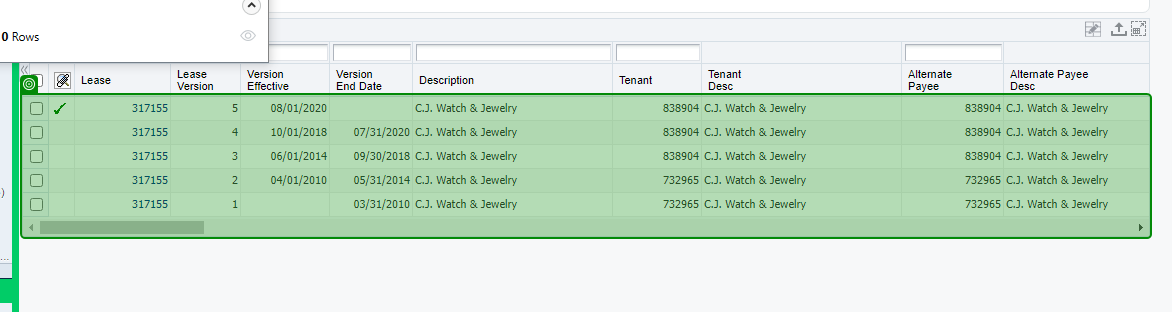 0 Rows
Lease
Lease Version
Version Effective
Version End Date
Description
Tenant
Tenant Desc
Alternate Payee
Alternate Payee Desc
317155 5 08/01/2020 C.J. Watch & Jewelry 838904 C.J. Watch & Jewelry 838904 C.J. Watch & Jewelry
317155 4 10/01/2018 07/31/2020 C.J. Watch & Jewelry 838904 C.J. Watch & Jewelry 838904 C.J. Watch & Jewelry
317155 3 06/01/2014 09/30/2018 C.J. Watch & Jewelry 838904 C.J. Watch & Jewelry 838904 C.J. Watch & Jewelry
317155 2 04/01/2010 05/31/2014 C.J. Watch & Jewelry 732965 C.J. Watch & Jewelry 732965 C.J. Watch & Jewelry
317155 1 03/31/2010 C.J. Watch & Jewelry 732965 C.J. Watch & Jewelry 732965 C.J. Watch & Jewelry
)
...